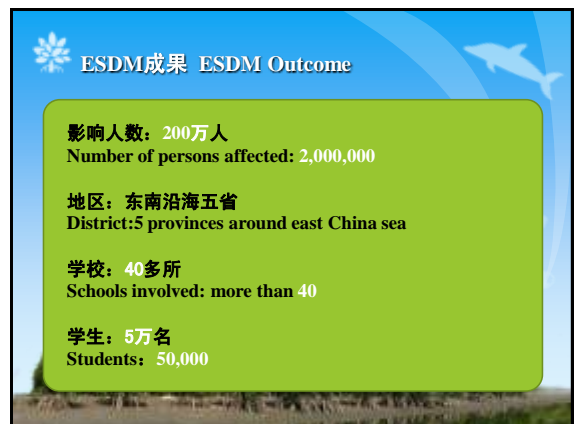 ESDM成果 ESDM Outcome
影响人数：200万人
Number of persons affected: 2,000,000
地区：东南沿海五省
District:5 provinces around east China sea
学校：40多所
Schools involved: more than 40
学生：5万名
Students：50,000